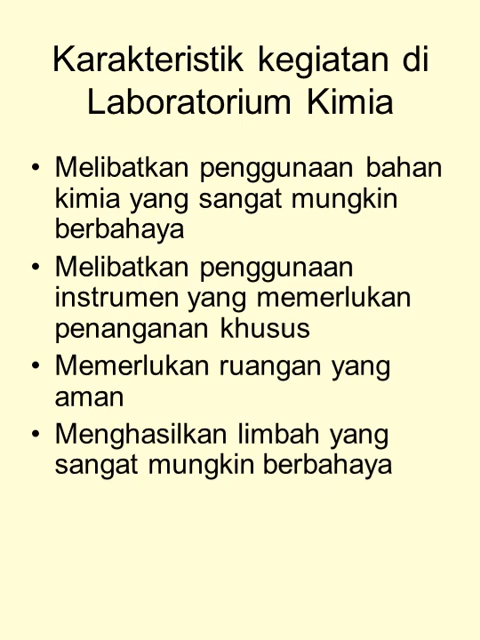 Karakteristik kegiatan di
Laboratorium Kimia
• Melibatkan penggunaan bahan
kimia yang sangat mungkin
berbahaya
• Melibatkan penggunaan
instrumen yang memerlukan
penanganan khusus
• Memerlukan ruangan yang
aman
• Menghasilkan limbah yang
sangat mungkin berbahaya